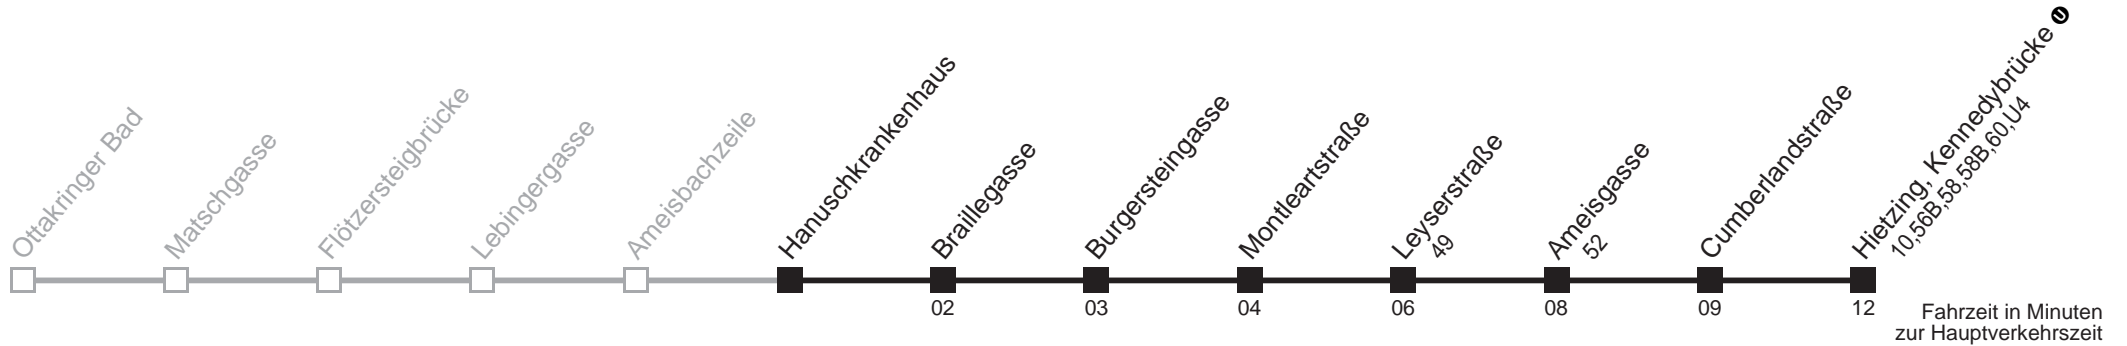 Ottakringer Bad
Matschgasse
Flötzersteigbrücke
Lebingergasse
Ameisbachzeile
Hanuschkrankenhaus
Braillegasse
Burgersteingasse
Montleartstraße
Leyserstraße
49
Ameisgasse
52
Cumberlandstraße
Hietzing, Kennedybrücke U
10,56B,58,58B,60,U4
02
03
04
06
08
09
12
Fahrzeit in Minuten
zur Hauptverkehrszeit